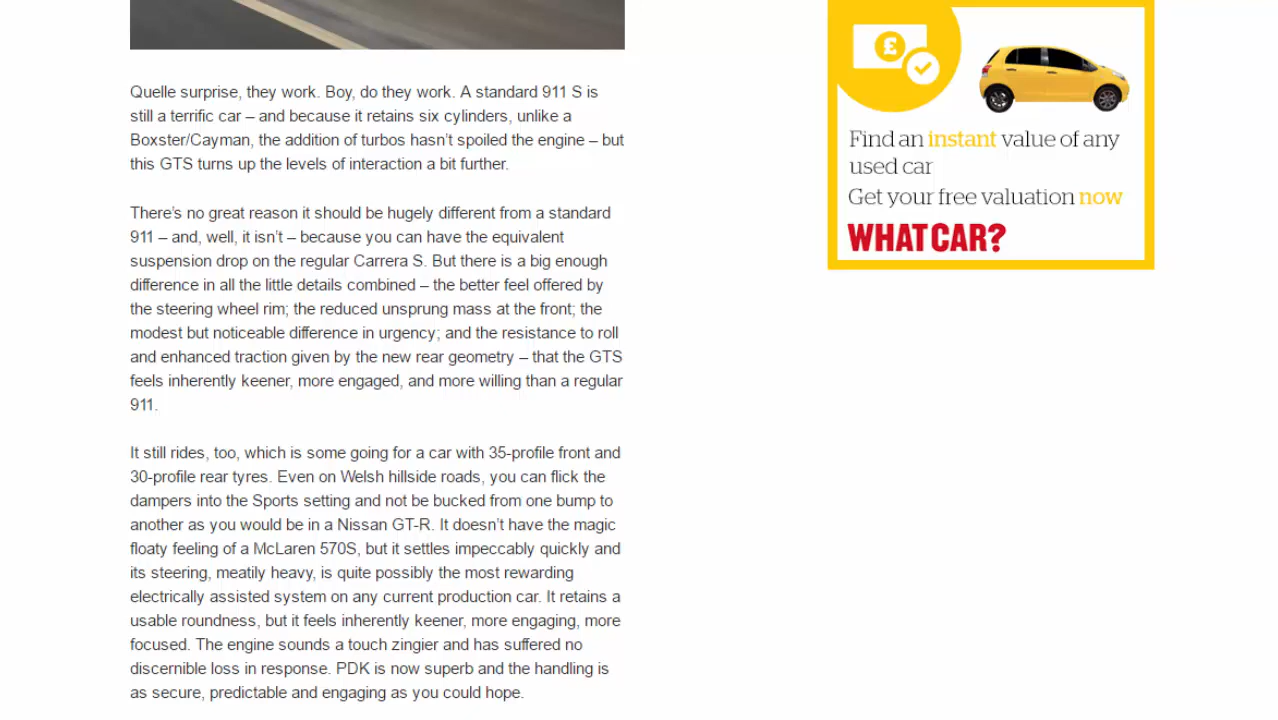 Quelle surprise, they work. Boy, do they work. A standard 911 S is
still a terrific car – and because it retains six cylinders, unlike a
Boxster/Cayman, the addition of turbos hasn’t spoiled the engine – but
this GTS turns up the levels of interaction a bit further.
There’s no great reason it should be hugely different from a standard
911 – and, well, it isn’t – because you can have the equivalent
suspension drop on the regular Carrera S. But there is a big enough
difference in all the little details combined – the better feel offered by
the steering wheel rim; the reduced unsprung mass at the front; the
modest but noticeable difference in urgency; and the resistance to roll
and enhanced traction given by the new rear geometry – that the GTS
feels inherently keener, more engaged, and more willing than a regular
911.
It still rides, too, which is some going for a car with 35-profile front and
30-profile rear tyres. Even on Welsh hillside roads, you can flick the
dampers into the Sports setting and not be bucked from one bump to
another as you would be in a Nissan GT-R. It doesn’t have the magic
floaty feeling of a McLaren 570S, but it settles impeccably quickly and
its steering, meatily heavy, is quite possibly the most rewarding
electrically assisted system on any current production car. It retains a
usable roundness, but it feels inherently keener, more engaging, more
focused. The engine sounds a touch zingier and has suffered no
discernible loss in response. PDK is now superb and the handling is
as secure, predictable and engaging as you could hope.
£
Find an instant value of any
used car
Get your free valuation now
WHAT CAR?